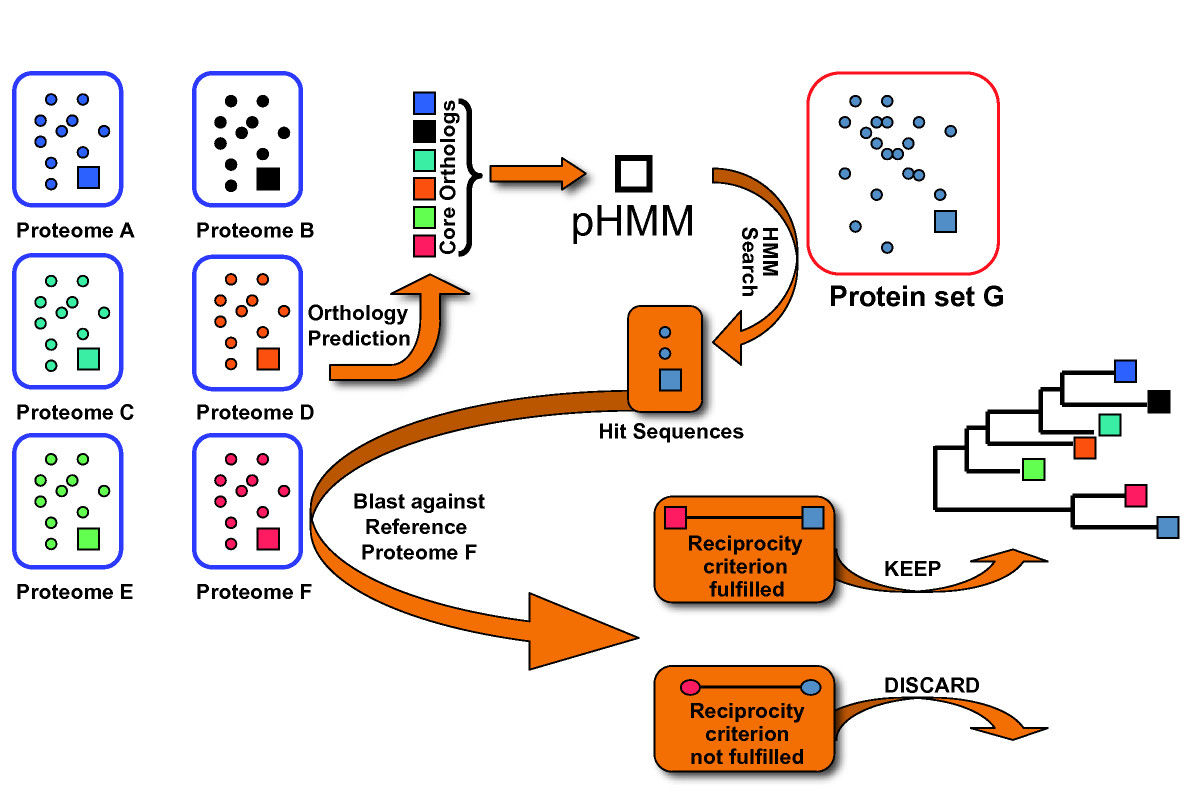 Proteome A
Proteome B
Proteome C
Proteome D
Proteome E
Proteome F
Orthology
Prediction
Core Orthologs
pHMM
HMM
Search
Protein set G
Hit Sequences
Blast against
Reference
Proteome F
Reciprocity
criterion
fulfilled
KEEP
Reciprocity
criterion
not fulfilled
DISCARD